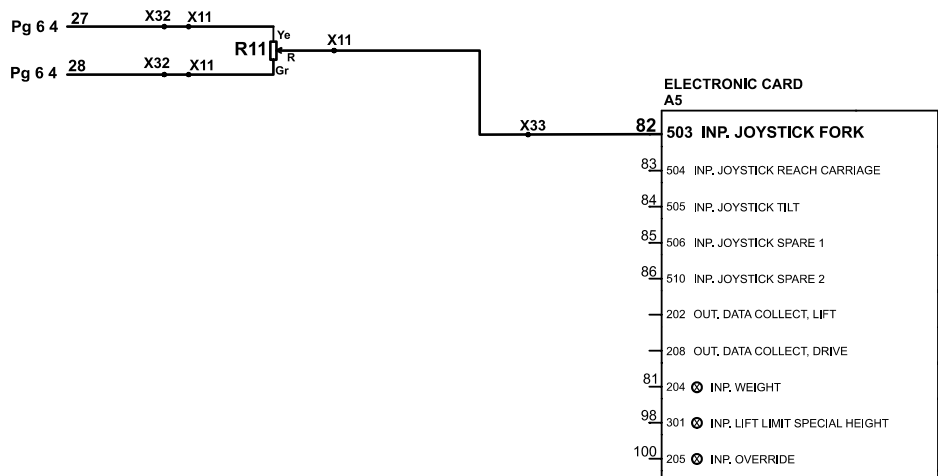 Pg 6 4 27 X32 X11
Ye
R11 R X11
Pg 6 4 28 X32 X11 Gr
ELECTRONIC CARD
A5
X33 82 503 INP. JOYSTICK FORK
83 504 INP. JOYSTICK REACH CARRIAGE
84 505 INP. JOYSTICK TILT
85 506 INP. JOYSTICK SPARE 1
86 510 INP. JOYSTICK SPARE 2
202 OUT. DATA COLLECT, LIFT
208 OUT. DATA COLLECT, DRIVE
81 204 ⊗ INP. WEIGHT
98 301 ⊗ INP. LIFT LIMIT SPECIAL HEIGHT
100 205 ⊗ INP. OVERRIDE